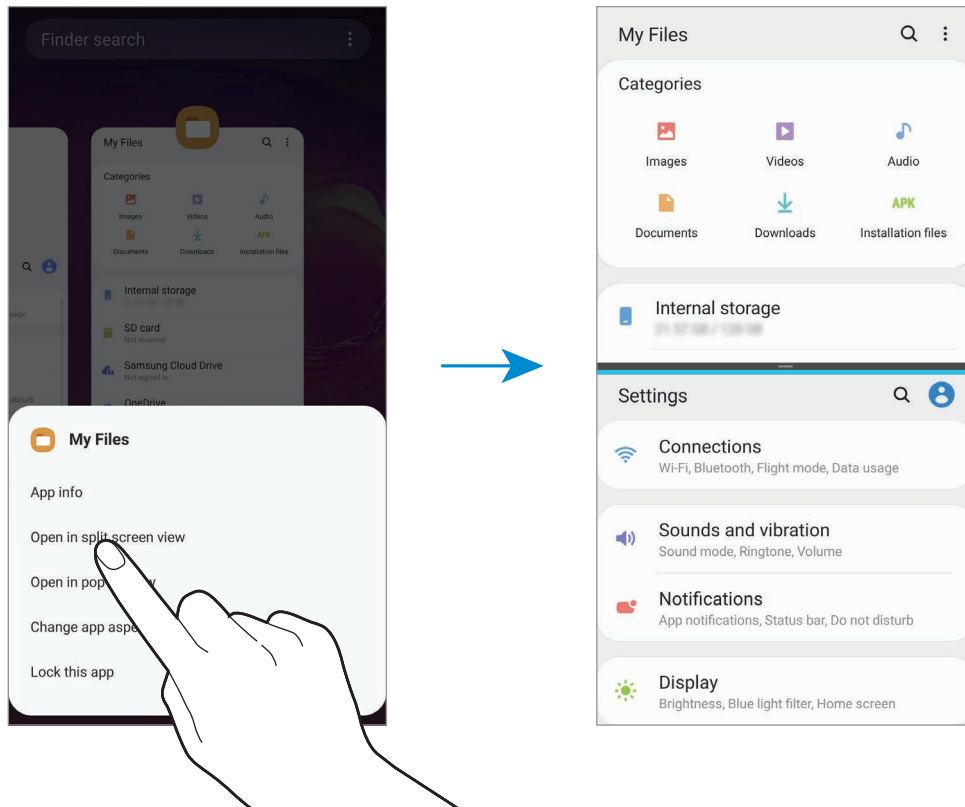 Finder search
My Files
Categories
Images Videos Audio
Documents Downloads APK Installation files
Internal storage
SD card
Not inserted
Samsung Cloud Drive
Not signed in
OneDrive
My Files
App info
Open in split screen view
Open in pop
Change app aspe
Lock this app
My Files
Categories
Images Videos Audio
APK
Documents Downloads Installation files
Internal storage
Settings
Connections
Wi-Fi, Bluetooth, Flight mode, Data usage
Sounds and vibration
Sound mode, Ringtone, Volume
Notifications
App notifications, Status bar, Do not disturb
Display
Brightness, Blue light filter, Home screen